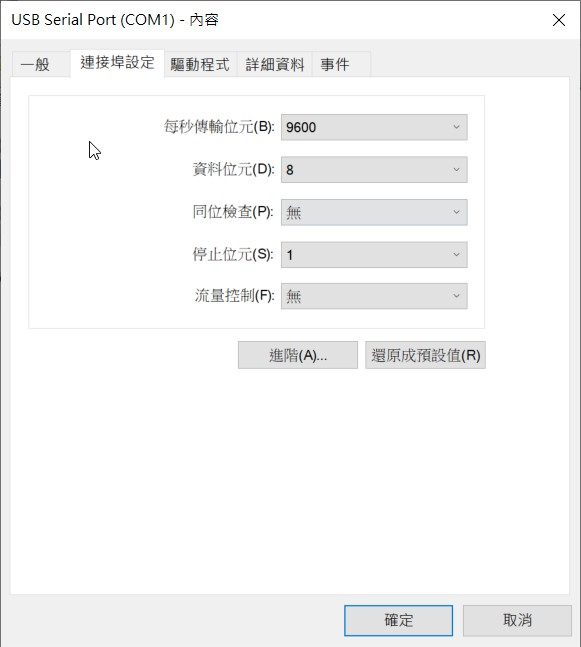 USB Serial Port (COM1) - 內容
一般 連接埠設定 驅動程式 詳細資料 事件
每秒傳輸位元(B): 9600
資料位元(D): 8
同位檢查(P): 無
停止位元(S): 1
流量控制(F): 無
進階(A)... 還原成預設值(R)
確定 取消